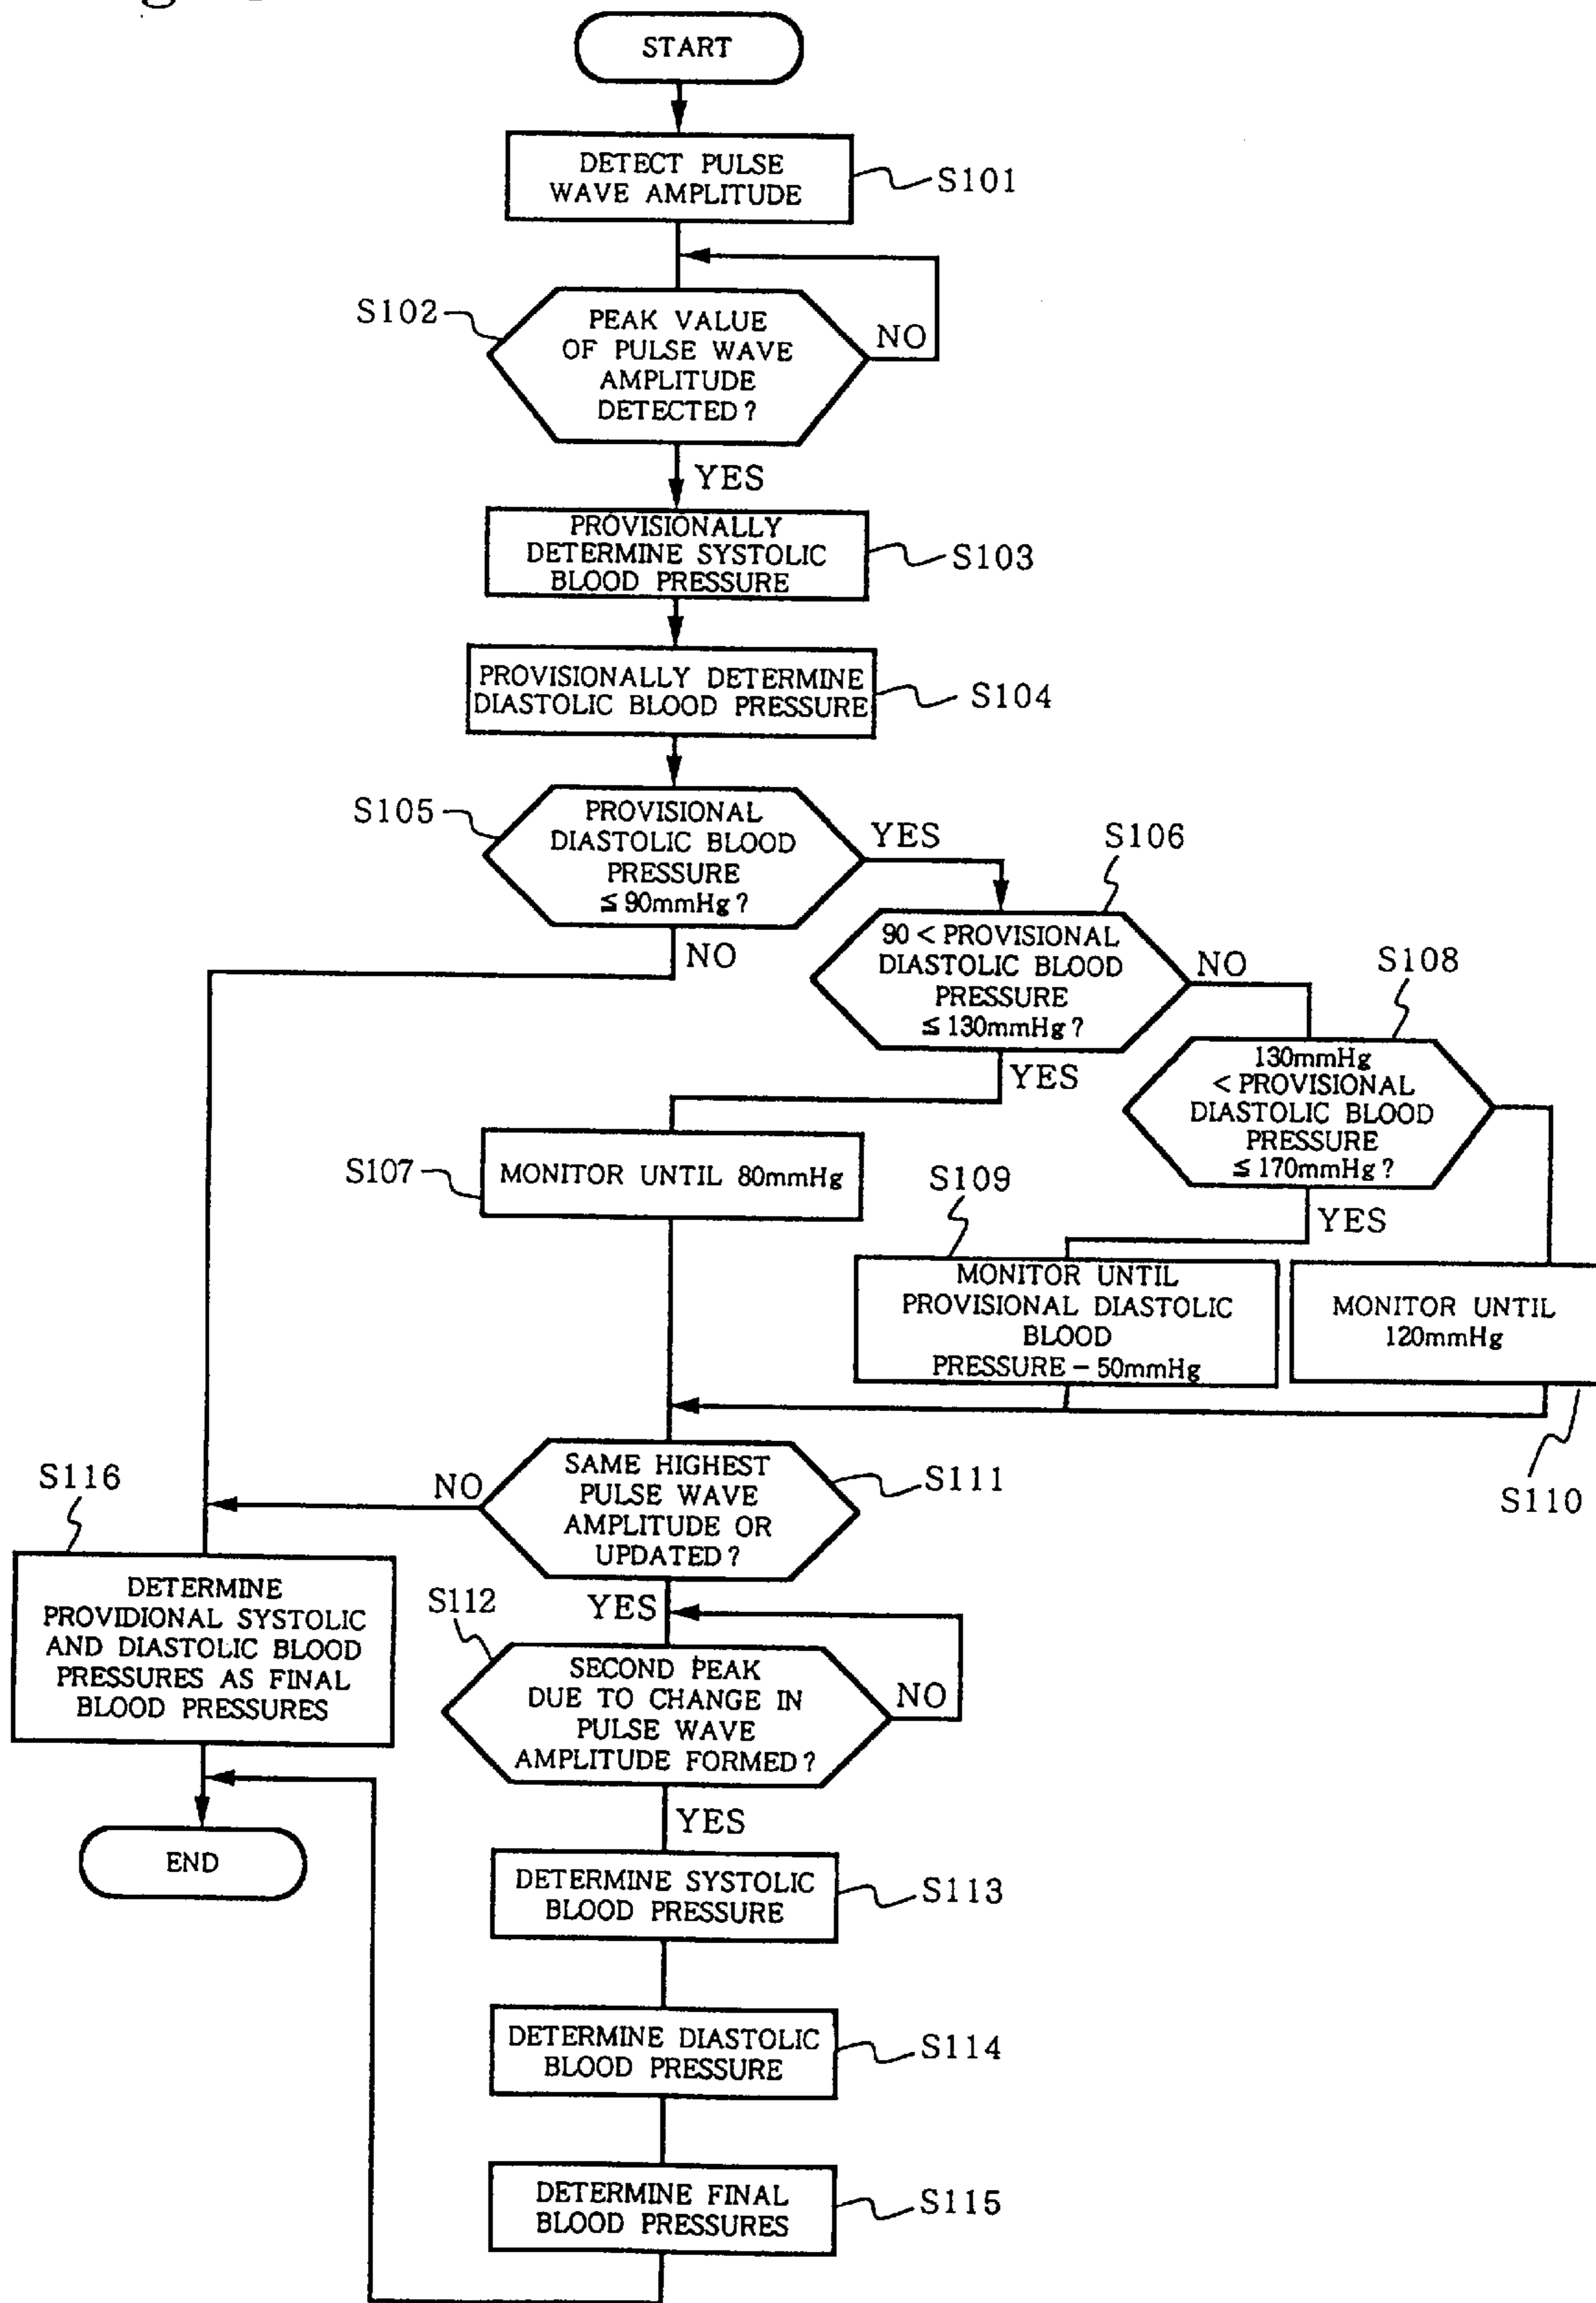 START
DETECT PULSE
WAVE AMPLITUDE
S101
S102
PEAK VALUE
OF PULSE WAVE
AMPLITUDE
DETECTED?
NO
YES
PROVISIONALLY
DETERMINE SYSTOLIC
BLOOD PRESSURE
S103
PROVISIONALLY DETERMINE
DIASTOLIC BLOOD PRESSURE
S104
S105
PROVISIONAL
DIASTOLIC BLOOD
PRESSURE
≦ 90mmHg?
YES
NO
S106
90 < PROVISIONAL
DIASTOLIC BLOOD
PRESSURE
≦ 130mmHg?
NO
YES
S108
130mmHg
< PROVISIONAL
DIASTOLIC BLOOD
PRESSURE
≦ 170mmHg?
YES
S107
MONITOR UNTIL 80mmHg
S109
MONITOR UNTIL
PROVISIONAL DIASTOLIC
BLOOD
PRESSURE - 50mmHg
MONITOR UNTIL
120mmHg
S110
SAME HIGHEST
PULSE WAVE
AMPLITUDE OR
UPDATED?
S111
NO
YES
S116
DETERMINE
PROVIDIONAL SYSTOLIC
AND DIASTOLIC BLOOD
PRESSURES AS FINAL
BLOOD PRESSURES
S112
SECOND PEAK
DUE TO CHANGE IN
PULSE WAVE
AMPLITUDE FORMED?
NO
YES
END
DETERMINE SYSTOLIC
BLOOD PRESSURE
S113
DETERMINE DIASTOLIC
BLOOD PRESSURE
S114
DETERMINE FINAL
BLOOD PRESSURES
S115